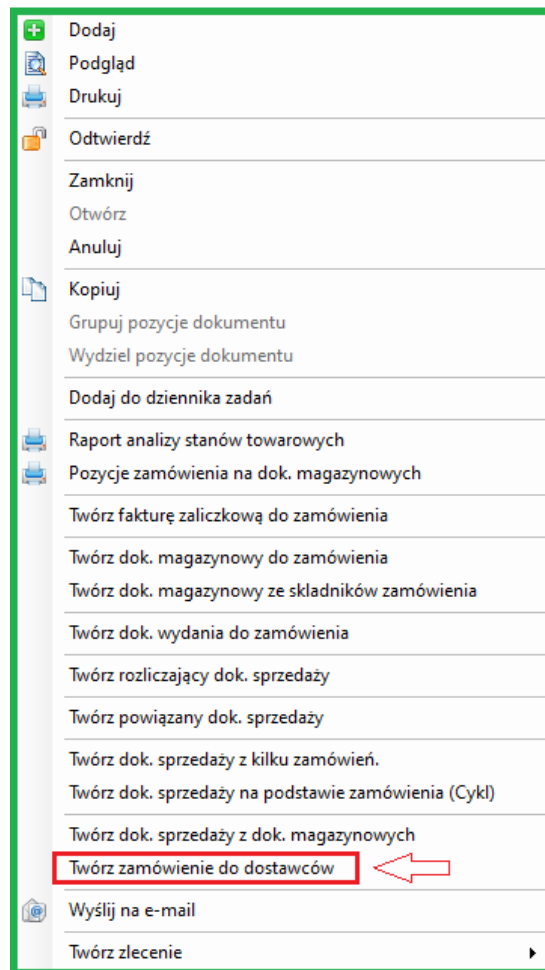 Dodaj
Podgląd
Drukuj
Odtwierdź
Zamknij
Otwórz
Anuluj
Kopiuj
Grupuj pozycje dokumentu
Wydziel pozycje dokumentu
Dodaj do dziennika zadań
Raport analizy stanów towarowych
Pozycje zamówienia na dok. magazynowych
Twórz fakturę zaliczkową do zamówienia
Twórz dok. magazynowy do zamówienia
Twórz dok. magazynowy ze skladników zamówienia
Twórz dok. wydania do zamówienia
Twórz rozliczający dok. sprzedaży
Twórz powiązany dok. sprzedaży
Twórz dok. sprzedaży z kilku zamówień.
Twórz dok. sprzedaży na podstawie zamówienia (Cykl)
Twórz dok. sprzedaży z dok. magazynowych
Twórz zamówienie do dostawców
Wyślij na e-mail
Twórz zlecenie